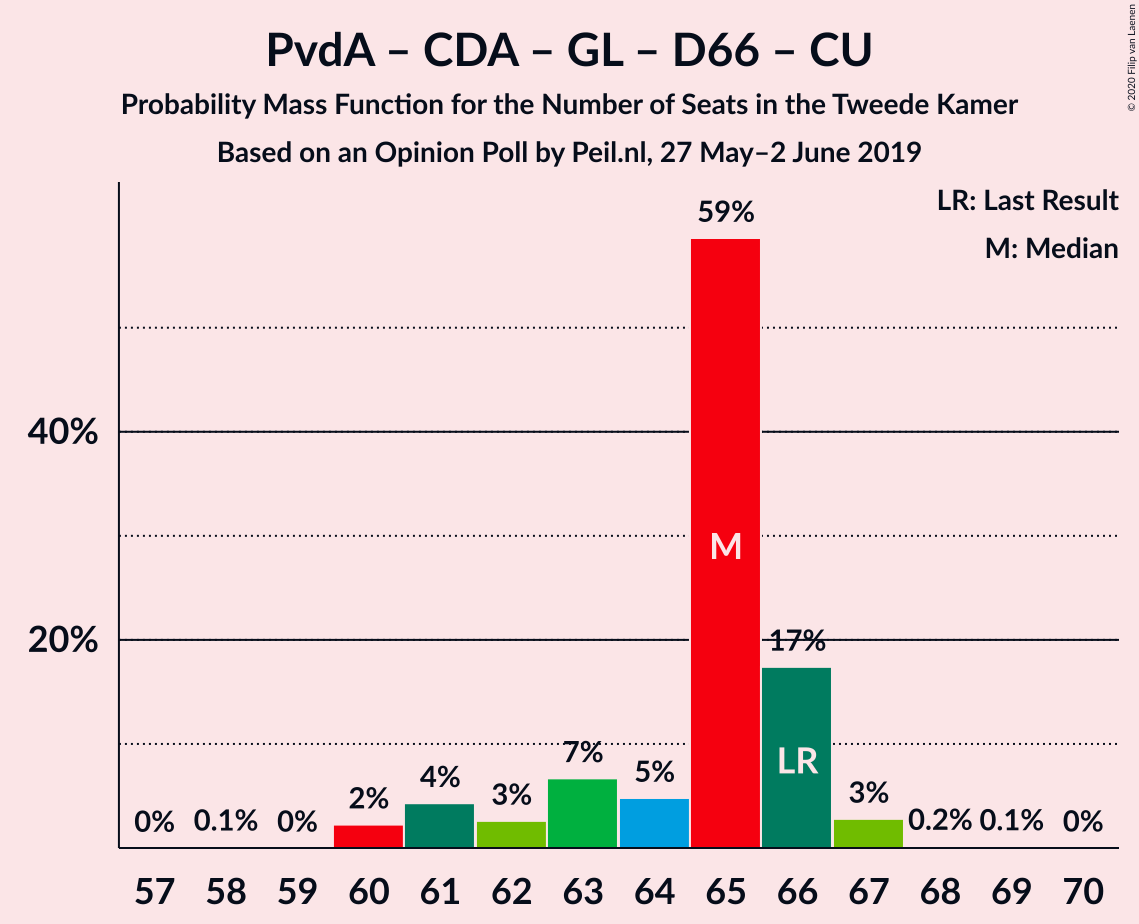 PvdA – CDA – GL – D66 – CU
Probability Mass Function for the Number of Seats in the Tweede Kamer
Based on an Opinion Poll by Peil.nl, 27 May–2 June 2019
© 2020 Filip van Laenen
LR: Last Result
M: Median
59%
40%
M
20%
17%
7%
LR
5%
4%
3%
3%
2%
0% 0.1% 0% 0.2% 0.1% 0%
57 58 59 60 61 62 63 64 65 66 67 68 69 70